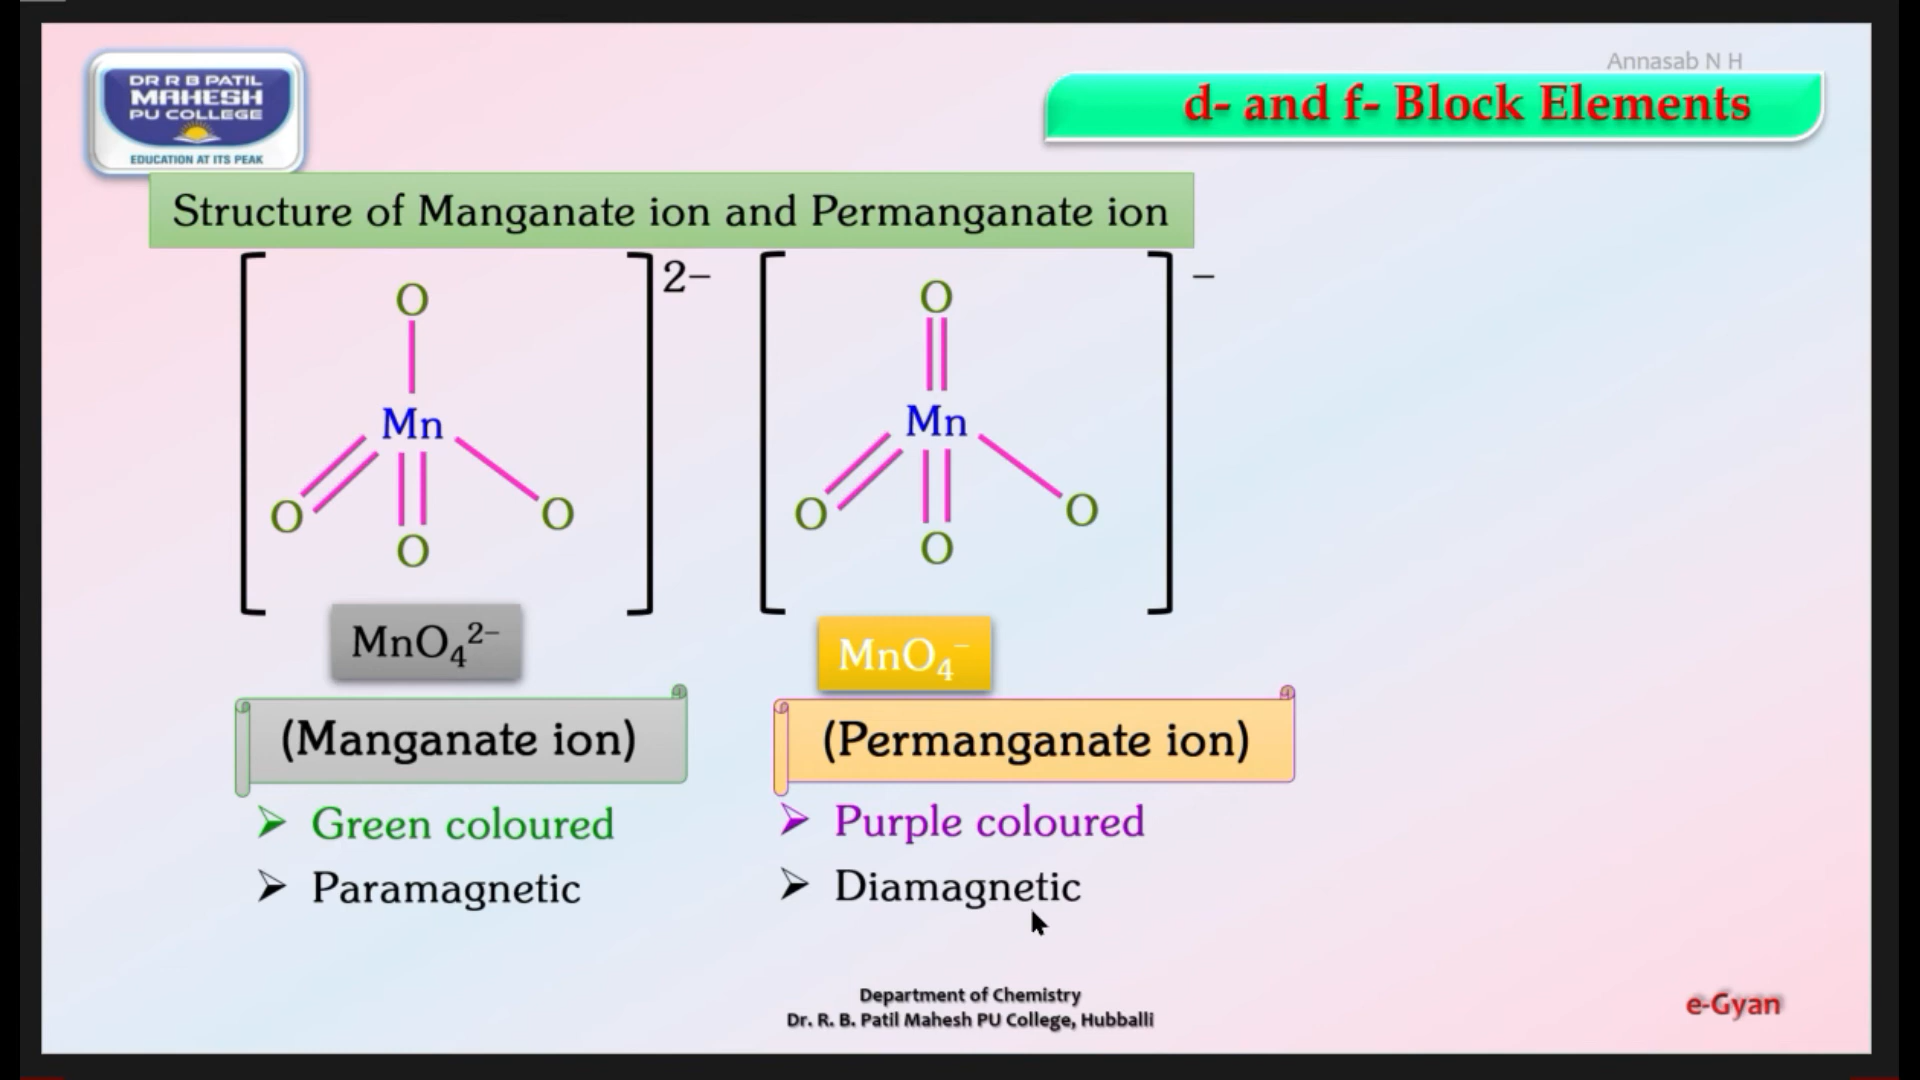 Annasab N H
DR R B PATIL
MAHESH
PU COLLEGE
EDUCATION AT ITS PEAK
d- and f- Block Elements
Structure of Manganate ion and Permanganate ion
2−
−
O
O
Mn
Mn
O
O
O
O
O
O
MnO₄²⁻
MnO₄⁻
(Manganate ion)
(Permanganate ion)
➢ Green coloured
➢ Purple coloured
➢ Paramagnetic
➢ Diamagnetic
Department of Chemistry
Dr. R. B. Patil Mahesh PU College, Hubballi
e-Gyan